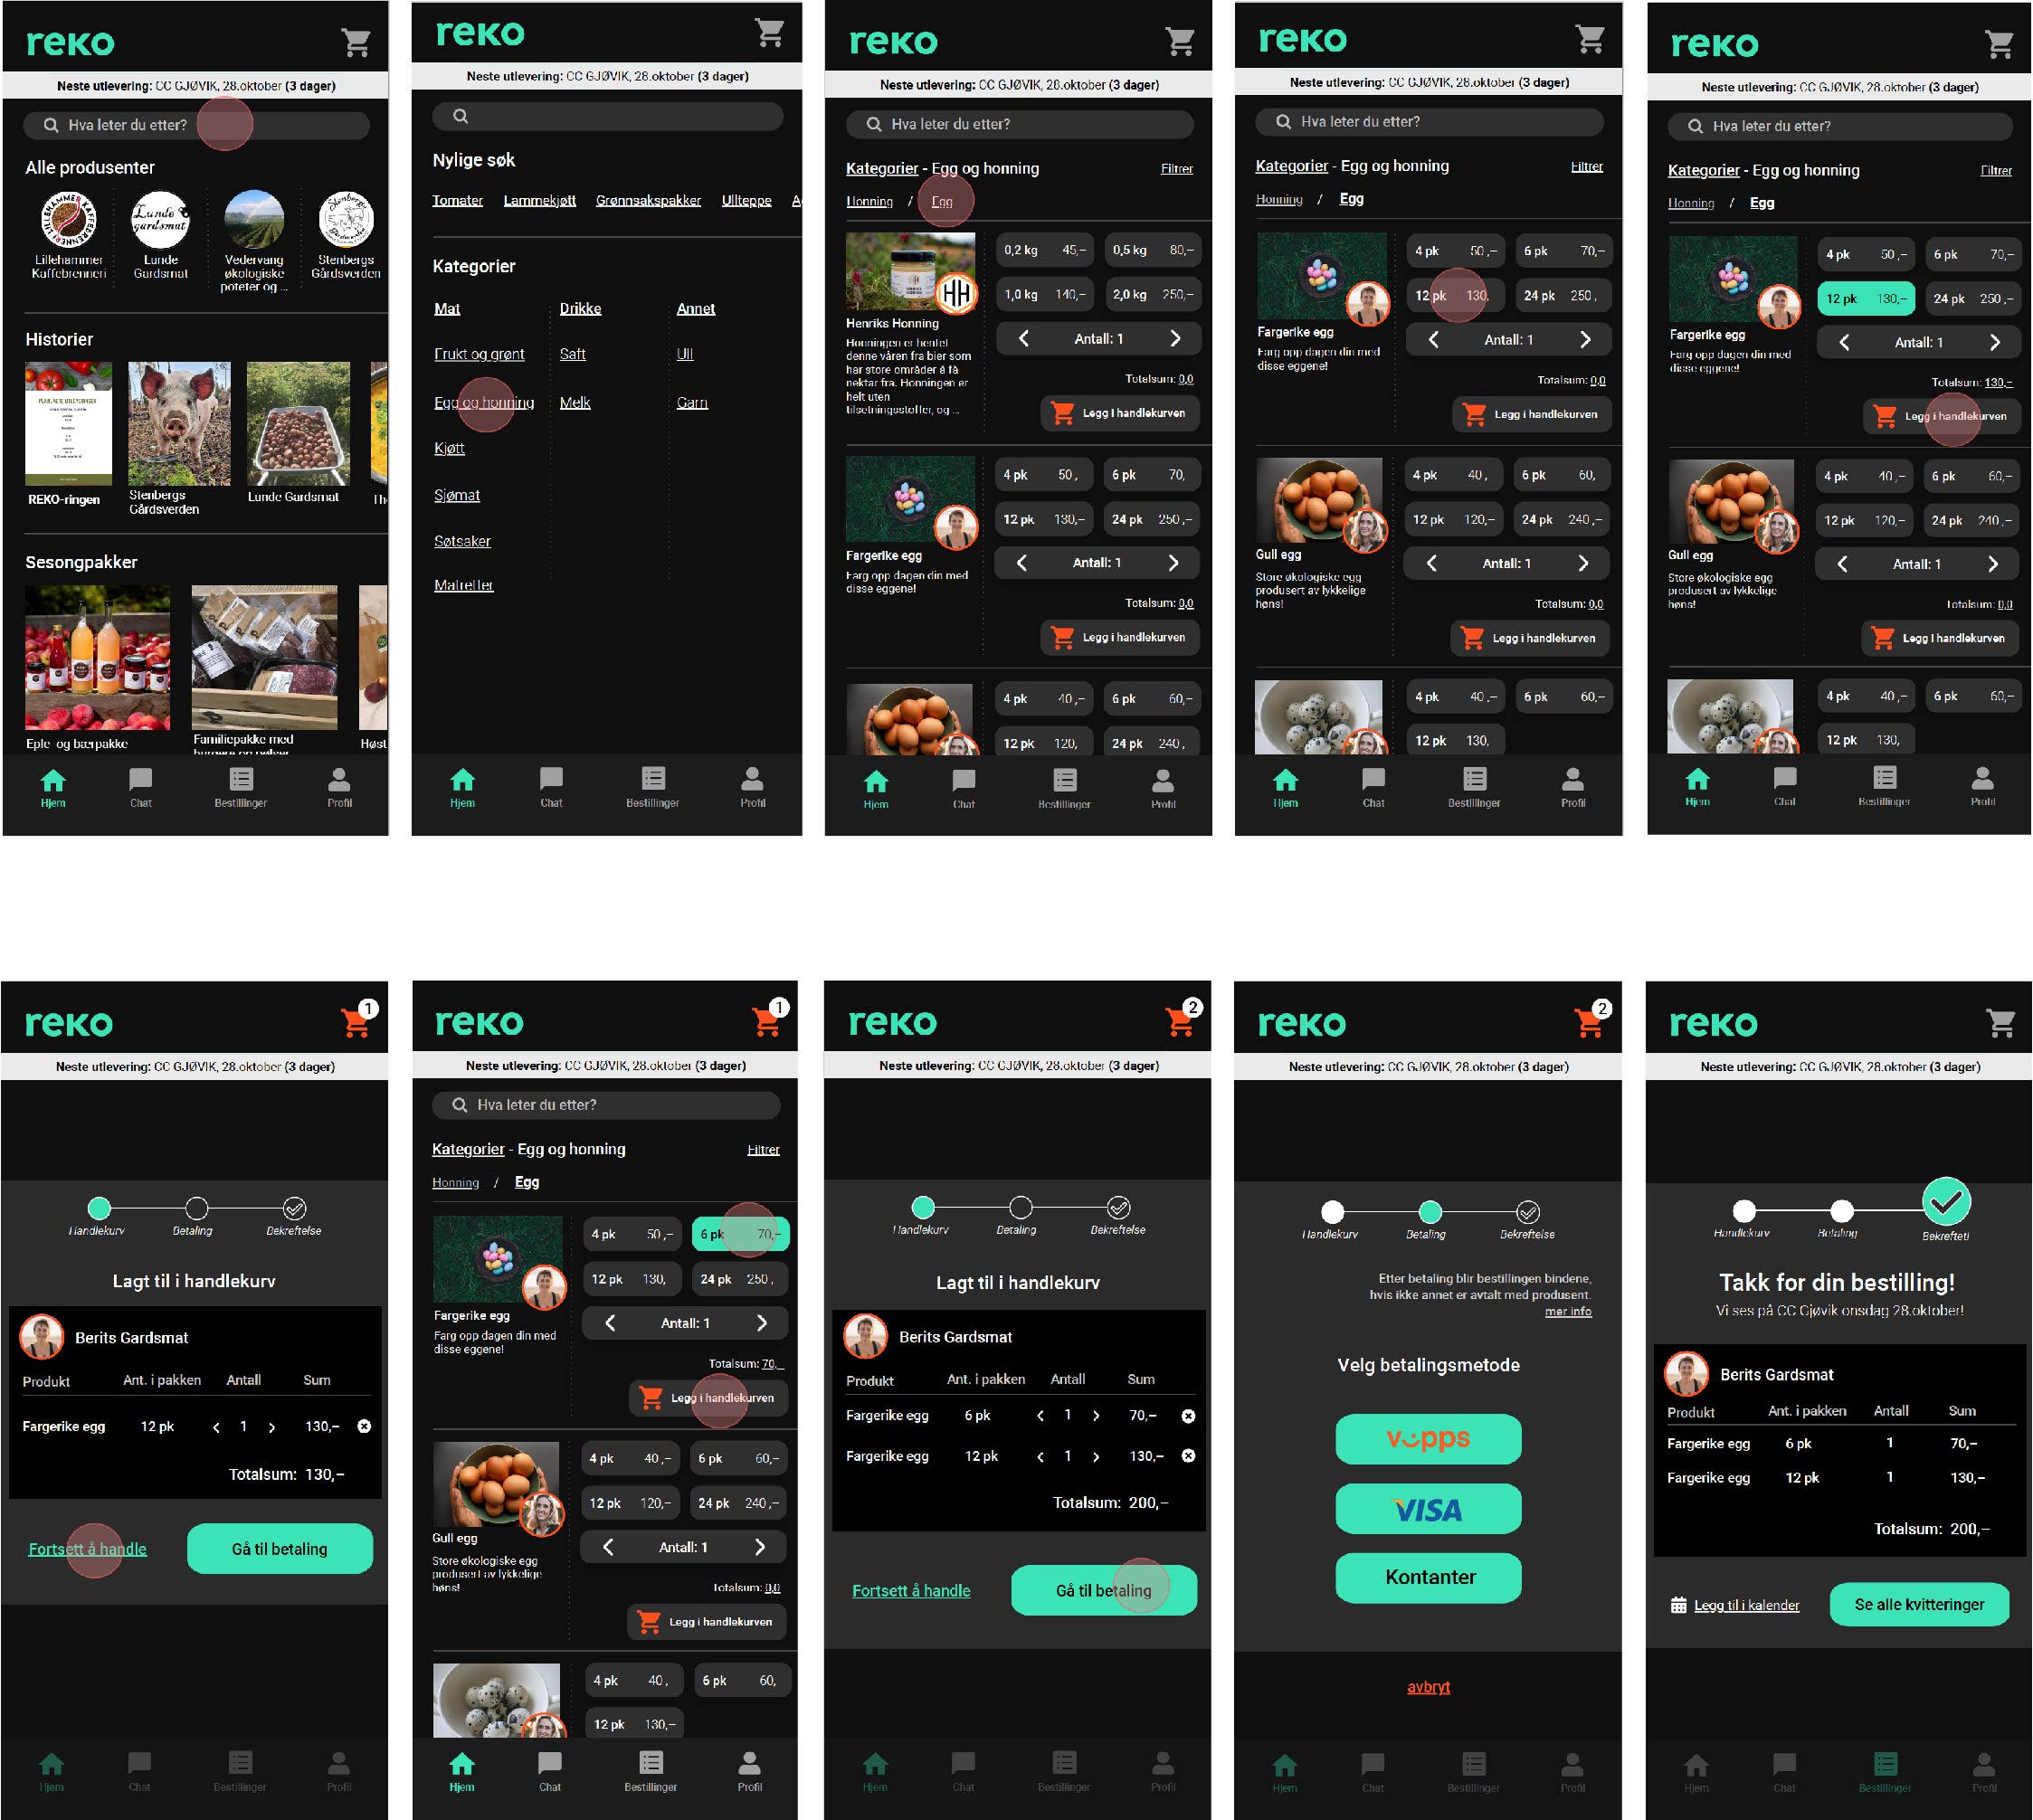 reko
Neste utlevering: CC GJØVIK, 28.oktober (3 dager)
Hva leter du etter?
Alle produsenter
Lillehammer Kaffebrenneri
Lunde Gardsmat
Vedervang økologiske poteter og ...
Stenbergs Gårdsverden
Historier
REKO-ringen
Stenbergs Gårdsverden
Lunde Gardsmat
Sesongpakker
Eple og bærpakke
Familiepakke med
Høst
Hjem Chat Bestillinger Profil
reko
Neste utlevering: CC GJØVIK, 28.oktober (3 dager)
Nylige søk
Tomater Lammekjøtt Grønnsakspakker Ullteppe
Kategorier
Mat Drikke Annet
Frukt og grønt Saft Ull
Egg og honning Melk Garn
Kjøtt
Sjømat
Søtsaker
Matretter
Hjem Chat Bestillinger Profil
reko
Neste utlevering: CC GJØVIK, 28.oktober (3 dager)
Hva leter du etter?
Kategorier - Egg og honning Filtrer
Honning / Egg
0,2 kg 45,– 0,5 kg 80,–
1,0 kg 140,– 2,0 kg 250,–
HH
Henriks Honning
Antall: 1
Honningen er hentet
denne våren fra bier som
har store områder å få
nektar fra. Honningen er
helt uten
tilsetningsstoffer, og ...
Totalsum: 0,0
Legg i handlekurven
4 pk 50 ,  6 pk 70,
12 pk 130,– 24 pk 250 ,–
Fargerike egg
Farg opp dagen din med
disse eggene!
Antall: 1
Totalsum: 0,0
Legg i handlekurven
4 pk 40 ,– 6 pk 60,–
12 pk 120, 24 pk 240 ,
Hjem Chat Bestillinger Profil
reko
Neste utlevering: CC GJØVIK, 28.oktober (3 dager)
Hva leter du etter?
Kategorier - Egg og honning Filtrer
Honning / Egg
4 pk 50 ,– 6 pk 70,–
12 pk 130, 24 pk 250 ,
Fargerike egg
Farg opp dagen din med
disse eggene!
Antall: 1
Totalsum: 0,0
Legg i handlekurven
4 pk 40 , 6 pk 60,
12 pk 120,– 24 pk 240 ,–
Gull egg
Store økologiske egg
produsert av lykkelige
høns!
Antall: 1
Totalsum: 0,0
Legg i handlekurven
4 pk 40 ,– 6 pk 60,–
12 pk 130,
Hjem Chat Bestillinger Profil
reko
Neste utlevering: CC GJØVIK, 28.oktober (3 dager)
Hva leter du etter?
Kategorier - Egg og honning Filtrer
Honning / Egg
4 pk 50 ,– 6 pk 70,–
12 pk 130,– 24 pk 250 ,–
Fargerike egg
Farg opp dagen din med
disse eggene!
Antall: 1
Totalsum: 130,–
Legg i handlekurven
4 pk 40 ,– 6 pk 60,–
12 pk 120,– 24 pk 240 ,–
Gull egg
Store økologiske egg
produsert av lykkelige
høns!
Antall: 1
Totalsum: 0,0
Legg i handlekurven
4 pk 40 ,– 6 pk 60,–
12 pk 130,
Hjem Chat Bestillinger Profil
reko 1
Neste utlevering: CC GJØVIK, 28.oktober (3 dager)
Handlekurv Betaling Bekreftelse
Lagt til i handlekurv
Berits Gardsmat
Produkt Ant. i pakken Antall Sum
Fargerike egg 12 pk 1 130,–
Totalsum: 130,–
Fortsett å handle Gå til betaling
Hjem Chat Bestillinger Profil
reko 1
Neste utlevering: CC GJØVIK, 28.oktober (3 dager)
Hva leter du etter?
Kategorier - Egg og honning Filtrer
Honning / Egg
4 pk 50 ,– 6 pk 70,–
12 pk 130, 24 pk 250 ,
Fargerike egg
Farg opp dagen din med
disse eggene!
Antall: 1
Totalsum: 70,
Legg i handlekurven
4 pk 40 ,– 6 pk 60,–
12 pk 120,– 24 pk 240 ,–
Gull egg
Store økologiske egg
produsert av lykkelige
høns!
Antall: 1
Totalsum: 0,0
Legg i handlekurven
4 pk 40 , 6 pk 60,
12 pk 130,–
Hjem Chat Bestillinger Profil
reko 2
Neste utlevering: CC GJØVIK, 28.oktober (3 dager)
Handlekurv Betaling Bekreftelse
Lagt til i handlekurv
Berits Gardsmat
Produkt Ant. i pakken Antall Sum
Fargerike egg 6 pk 1 70,–
Fargerike egg 12 pk 1 130,–
Totalsum: 200,–
Fortsett å handle Gå til betaling
Hjem Chat Bestillinger Profil
reko 2
Neste utlevering: CC GJØVIK, 28.oktober (3 dager)
Handlekurv Betaling Bekreftelse
Etter betaling blir bestillingen bindene,
hvis ikke annet er avtalt med produsent.
mer info
Velg betalingsmetode
vipps
VISA
Kontanter
avbryt
Hjem Chat Bestillinger Profil
reko
Neste utlevering: CC GJØVIK, 28.oktober (3 dager)
Handlekurv Betaling Bekreftet!
Takk for din bestilling!
Vi ses på CC Gjøvik onsdag 28.oktober!
Berits Gardsmat
Produkt Ant. i pakken Antall Sum
Fargerike egg 6 pk 1 70,–
Fargerike egg 12 pk 1 130,–
Totalsum: 200,–
Legg til i kalender Se alle kvitteringer
Hjem Chat Bestillinger Profil